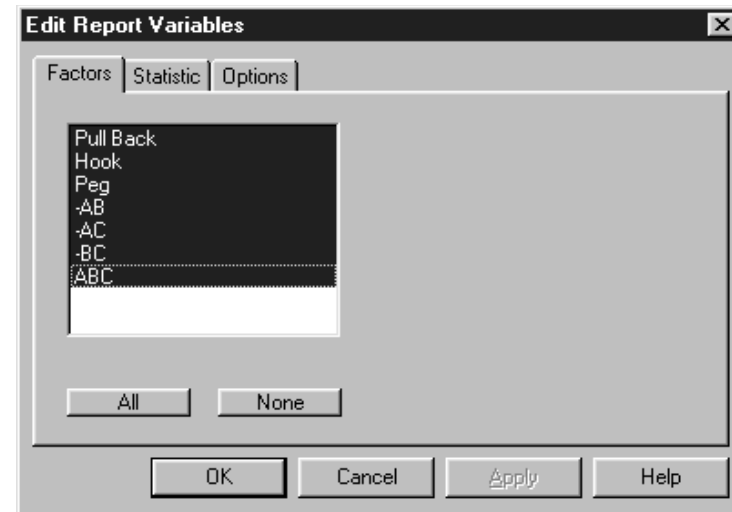 Edit Report Variables
Factors Statistic Options
Pull Back
Hook
Peg
-AB
-AC
-BC
ABC
All None
OK Cancel Apply Help